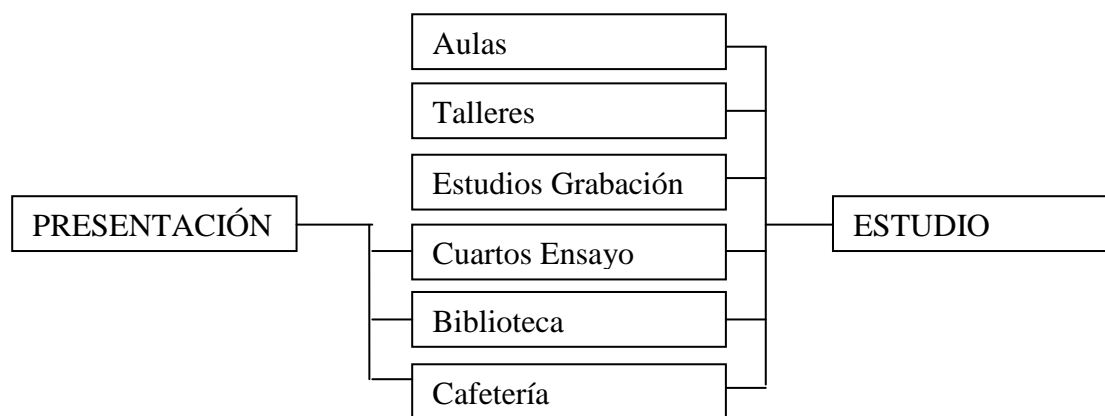 Aulas
Talleres
Estudios Grabación
PRESENTACIÓN
ESTUDIO
Cuartos Ensayo
Biblioteca
Cafetería